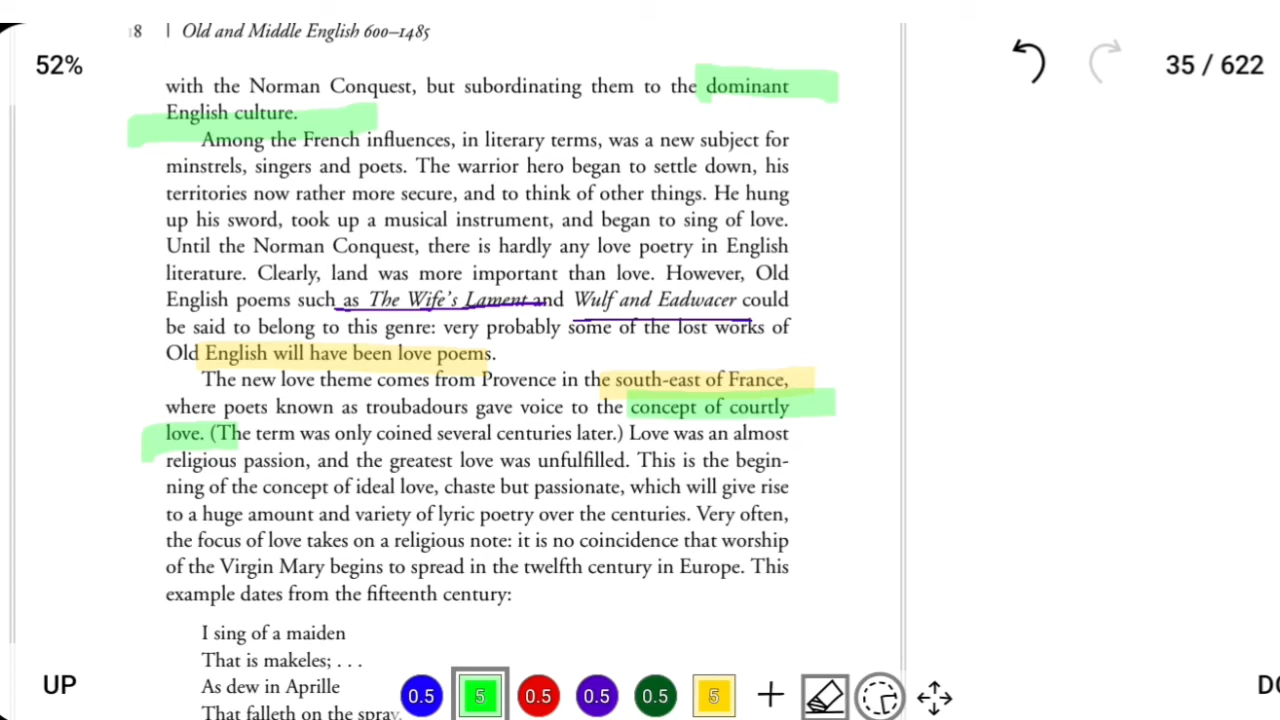 18 | Old and Middle English 600–1485
52%
35 / 622
with the Norman Conquest, but subordinating them to the dominant
English culture.
Among the French influences, in literary terms, was a new subject for
minstrels, singers and poets. The warrior hero began to settle down, his
territories now rather more secure, and to think of other things. He hung
up his sword, took up a musical instrument, and began to sing of love.
Until the Norman Conquest, there is hardly any love poetry in English
literature. Clearly, land was more important than love. However, Old
English poems such as The Wife's Lament and Wulf and Eadwacer could
be said to belong to this genre: very probably some of the lost works of
Old English will have been love poems.
The new love theme comes from Provence in the south-east of France,
where poets known as troubadours gave voice to the concept of courtly
love. (The term was only coined several centuries later.) Love was an almost
religious passion, and the greatest love was unfulfilled. This is the begin-
ning of the concept of ideal love, chaste but passionate, which will give rise
to a huge amount and variety of lyric poetry over the centuries. Very often,
the focus of love takes on a religious note: it is no coincidence that worship
of the Virgin Mary begins to spread in the twelfth century in Europe. This
example dates from the fifteenth century:
I sing of a maiden
That is makeles; . . .
As dew in Aprille
That falleth on the spray.
UP
0.5 5 0.5 0.5 0.5 5